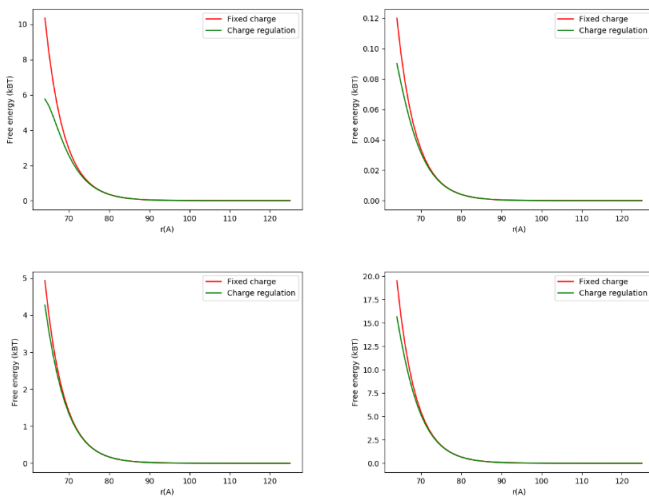 Free energy (kBT)
10
8
6
4
2
0
70 80 90 100 110 120
r(A)
Fixed charge
Charge regulation
Free energy (kBT)
0.12
0.10
0.08
0.06
0.04
0.02
0.00
70 80 90 100 110 120
r(A)
Fixed charge
Charge regulation
Free energy (kBT)
5
4
3
2
1
0
70 80 90 100 110 120
r(A)
Fixed charge
Charge regulation
Free energy (kBT)
20.0
17.5
15.0
12.5
10.0
7.5
5.0
2.5
0.0
70 80 90 100 110 120
r(A)
Fixed charge
Charge regulation